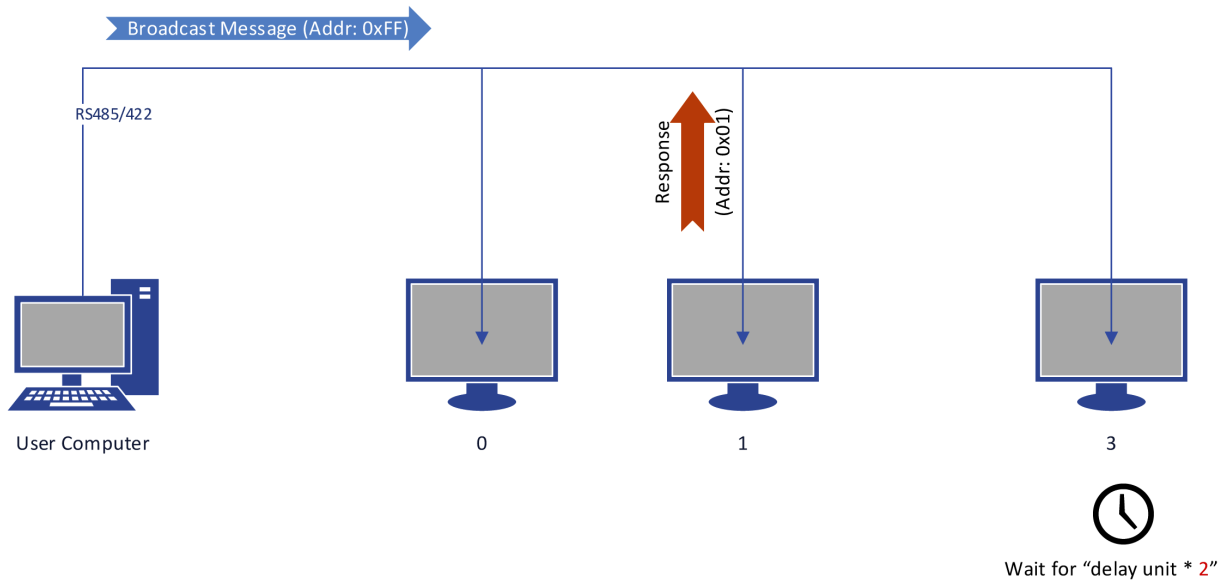 Broadcast Message (Addr: 0xFF)
RS485/422
Response
(Addr: 0x01)
User Computer
0
1
3
Wait for “delay unit * 2”